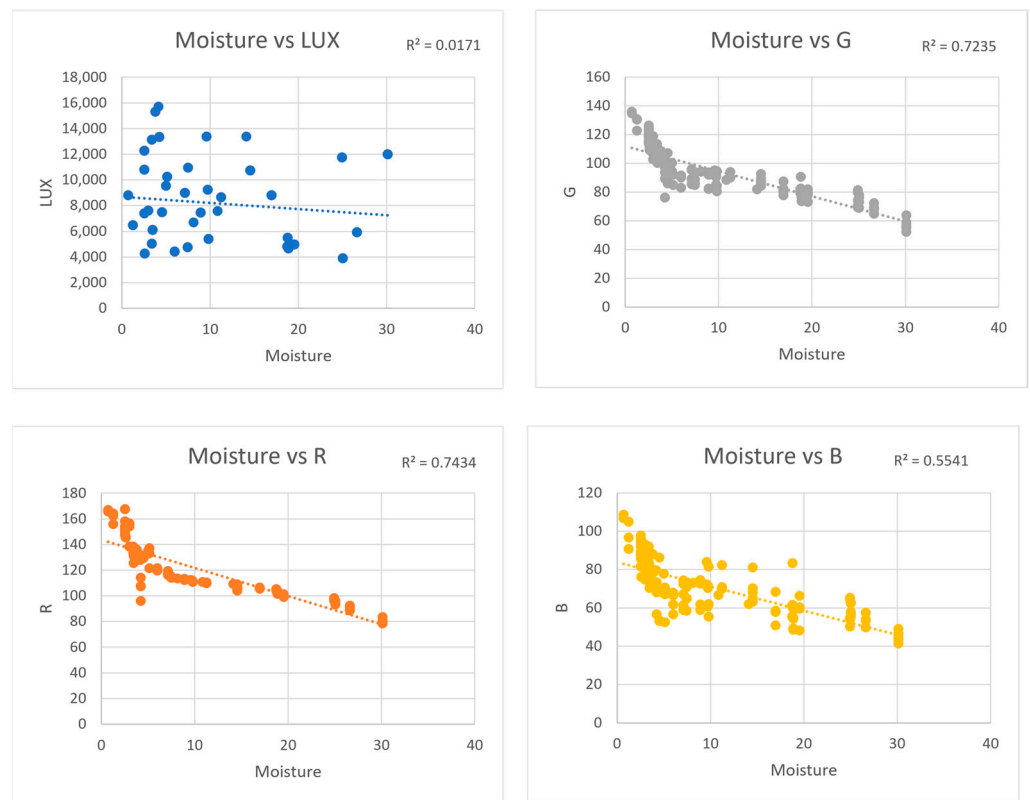 Moisture vs LUX
R² = 0.0171
18,000
16,000
14,000
12,000
10,000
8,000
6,000
4,000
2,000
0
LUX
0 10 20 30 40
Moisture
Moisture vs G
R² = 0.7235
160
140
120
100
80
60
40
20
0
G
0 10 20 30 40
Moisture
Moisture vs R
R² = 0.7434
180
160
140
120
100
80
60
40
20
0
R
0 10 20 30 40
Moisture
Moisture vs B
R² = 0.5541
120
100
80
60
40
20
0
B
0 10 20 30 40
Moisture